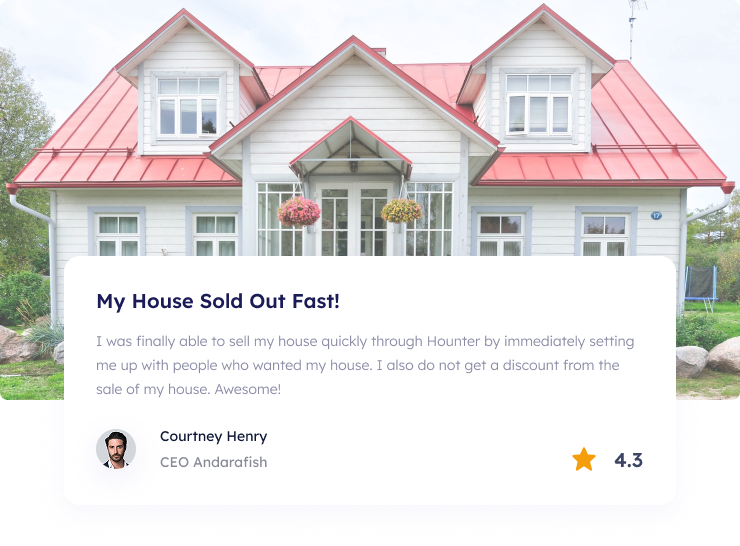 17
My House Sold Out Fast!
I was finally able to sell my house quickly through Hounter by immediately setting
me up with people who wanted my house. I also do not get a discount from the
sale of my house. Awesome!
Courtney Henry
CEO Andarafish
4.3